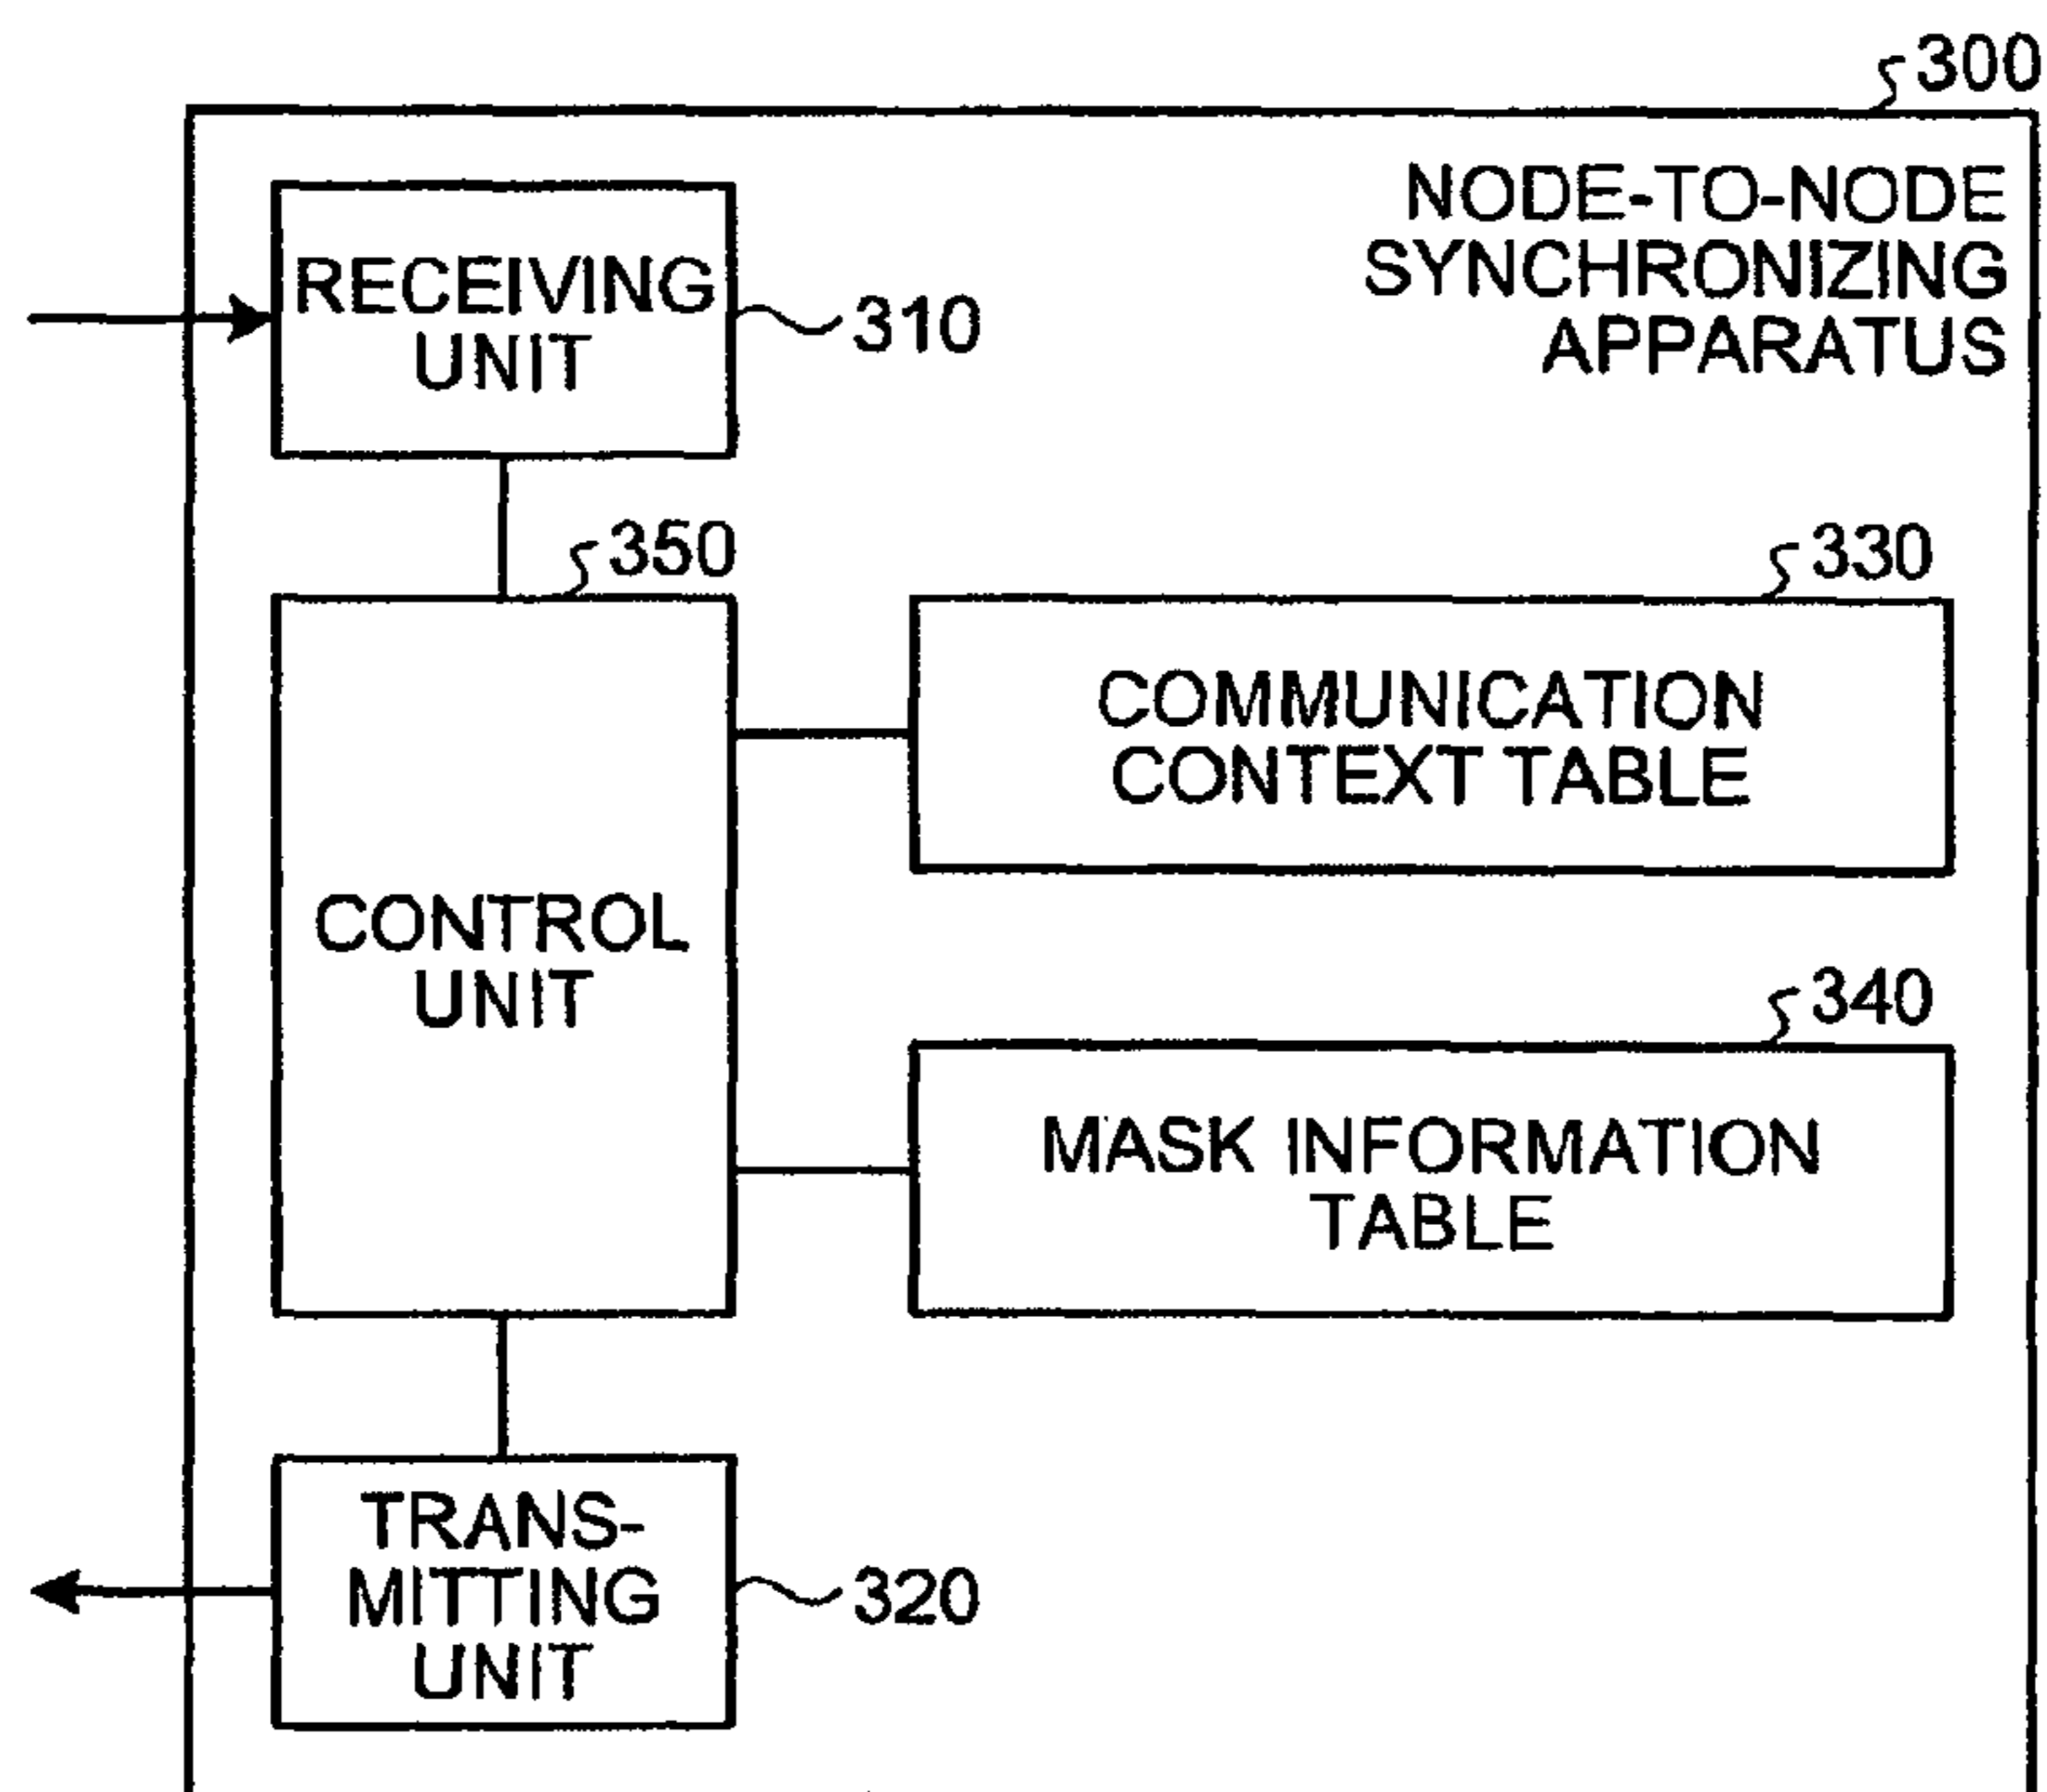 300
NODE-TO-NODE
SYNCHRONIZING
APPARATUS
RECEIVING
UNIT
310
350
330
COMMUNICATION
CONTEXT TABLE
CONTROL
UNIT
340
MASK INFORMATION
TABLE
TRANS-
MITTING
UNIT
320